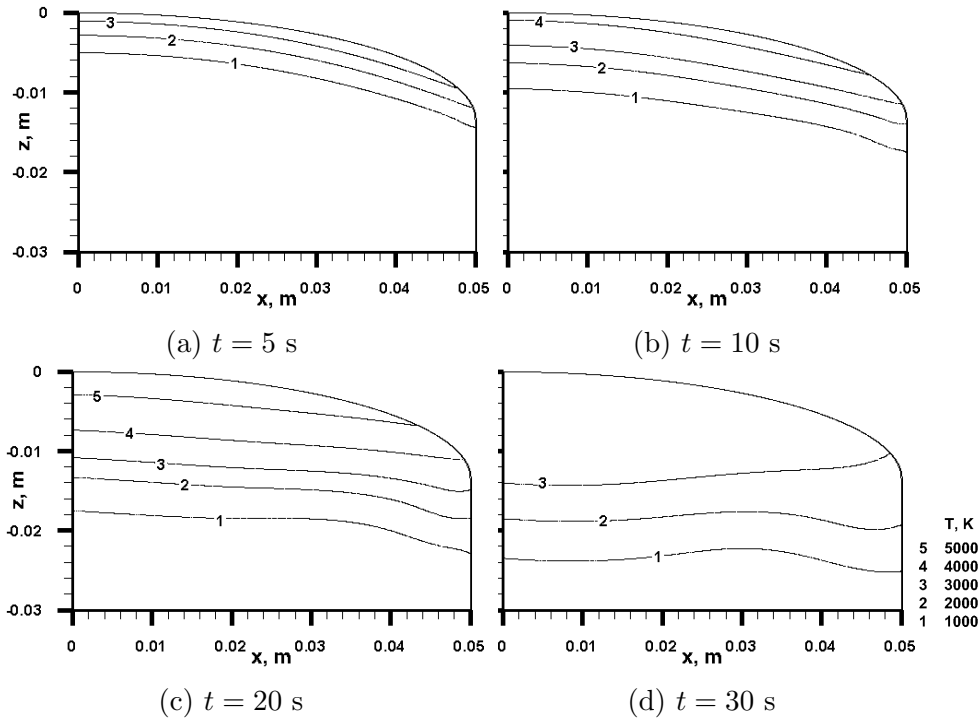 0
-0.01
-0.02
-0.03
z, m
3
2
1
0 0.01 0.02 0.03 0.04 0.05
x, m
(a) t = 5 s
4
3
2
1
0 0.01 0.02 0.03 0.04 0.05
x, m
(b) t = 10 s
0
-0.01
-0.02
-0.03
z, m
5
4
3
2
1
0 0.01 0.02 0.03 0.04 0.05
x, m
(c) t = 20 s
3
2
1
0 0.01 0.02 0.03 0.04 0.05
x, m
(d) t = 30 s
T, K
5 5000
4 4000
3 3000
2 2000
1 1000